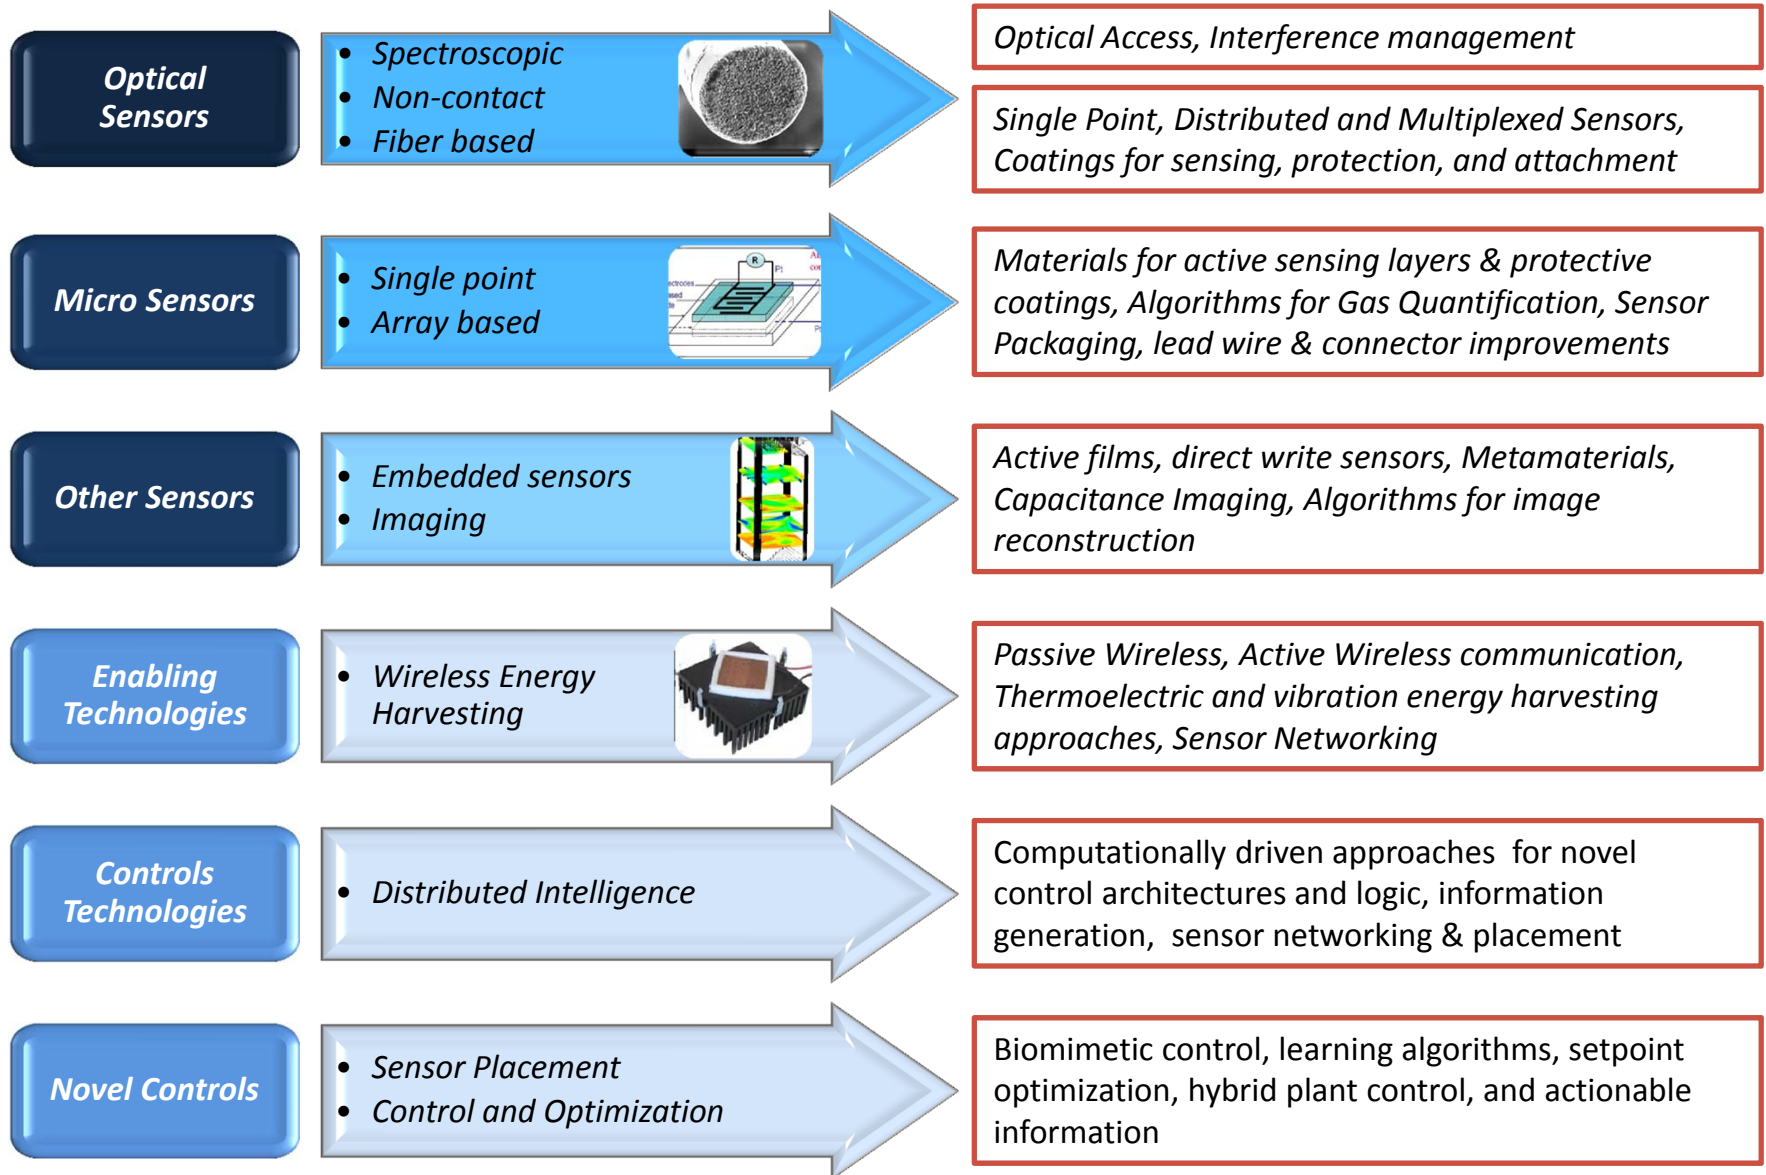 Optical
Sensors
• Spectroscopic
• Non-contact
• Fiber based
Optical Access, Interference management
Single Point, Distributed and Multiplexed Sensors,
Coatings for sensing, protection, and attachment
Micro Sensors
• Single point
• Array based
R
Materials for active sensing layers & protective
coatings, Algorithms for Gas Quantification, Sensor
Packaging, lead wire & connector improvements
Other Sensors
• Embedded sensors
• Imaging
Active films, direct write sensors, Metamaterials,
Capacitance Imaging, Algorithms for image
reconstruction
Enabling
Technologies
• Wireless Energy
Harvesting
Passive Wireless, Active Wireless communication,
Thermoelectric and vibration energy harvesting
approaches, Sensor Networking
Controls
Technologies
• Distributed Intelligence
Computationally driven approaches  for novel
control architectures and logic, information
generation,  sensor networking & placement
Novel Controls
• Sensor Placement
• Control and Optimization
Biomimetic control, learning algorithms, setpoint
optimization, hybrid plant control, and actionable
information